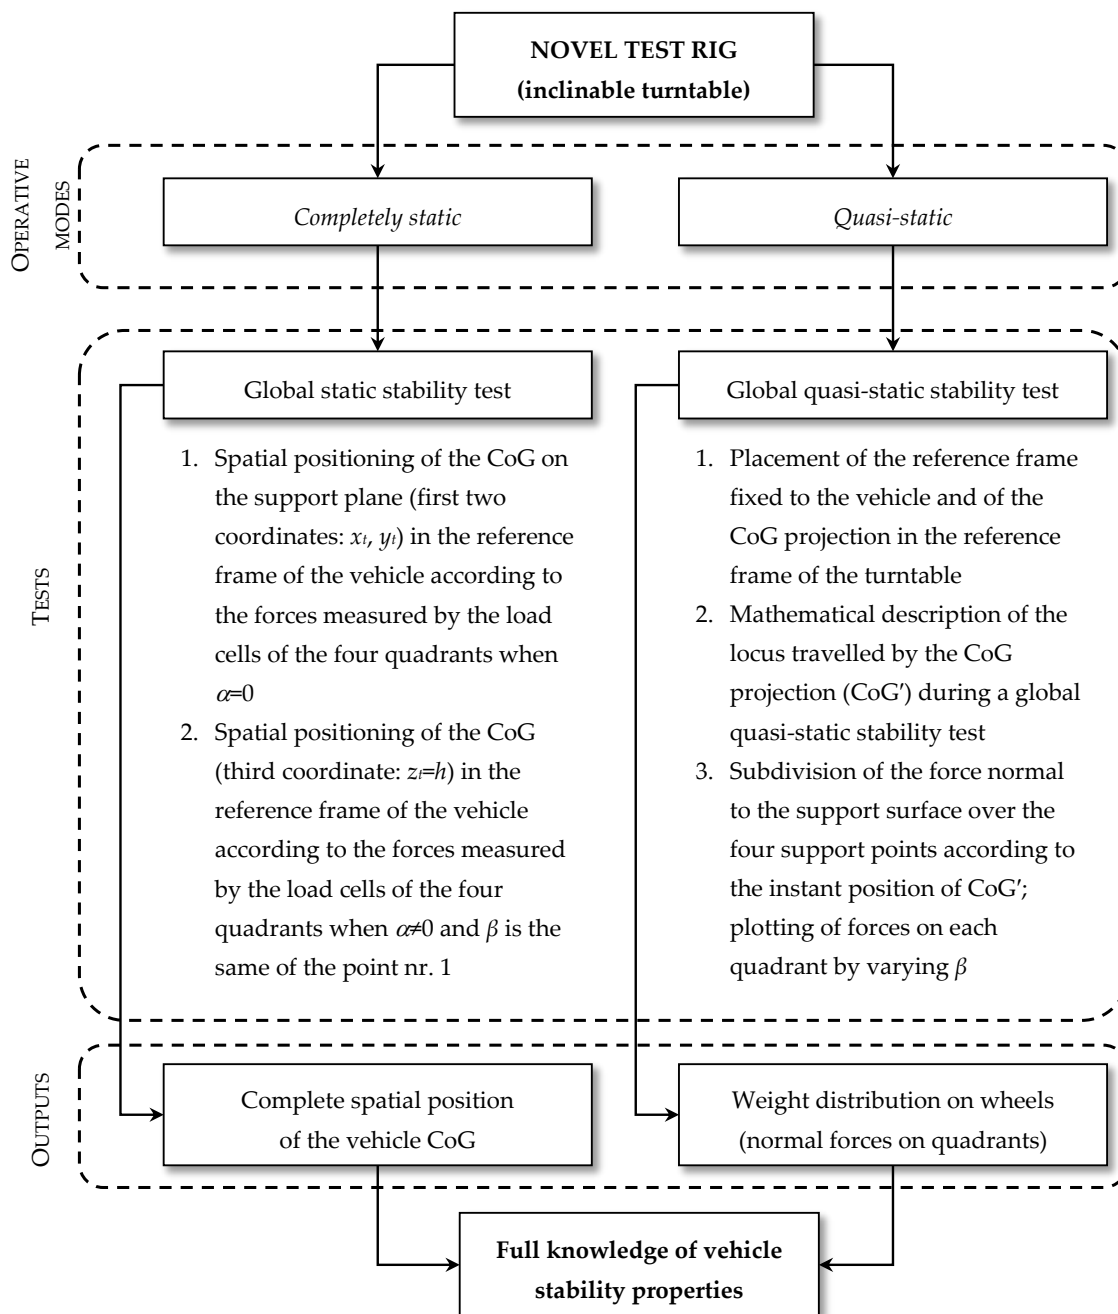 NOVEL TEST RIG
(inclinable turntable)
OPERATIVE
MODES
Completely static
Quasi-static
TESTS
Global static stability test
1. Spatial positioning of the CoG on
the support plane (first two
coordinates: xt, yt) in the reference
frame of the vehicle according to
the forces measured by the load
cells of the four quadrants when
α=0
2. Spatial positioning of the CoG
(third coordinate: zt=h) in the
reference frame of the vehicle
according to the forces measured
by the load cells of the four
quadrants when α≠0 and β is the
same of the point nr. 1
Global quasi-static stability test
1. Placement of the reference frame
fixed to the vehicle and of the
CoG projection in the reference
frame of the turntable
2. Mathematical description of the
locus travelled by the CoG
projection (CoG') during a global
quasi-static stability test
3. Subdivision of the force normal
to the support surface over the
four support points according to
the instant position of CoG';
plotting of forces on each
quadrant by varying β
OUTPUTS
Complete spatial position
of the vehicle CoG
Weight distribution on wheels
(normal forces on quadrants)
Full knowledge of vehicle
stability properties